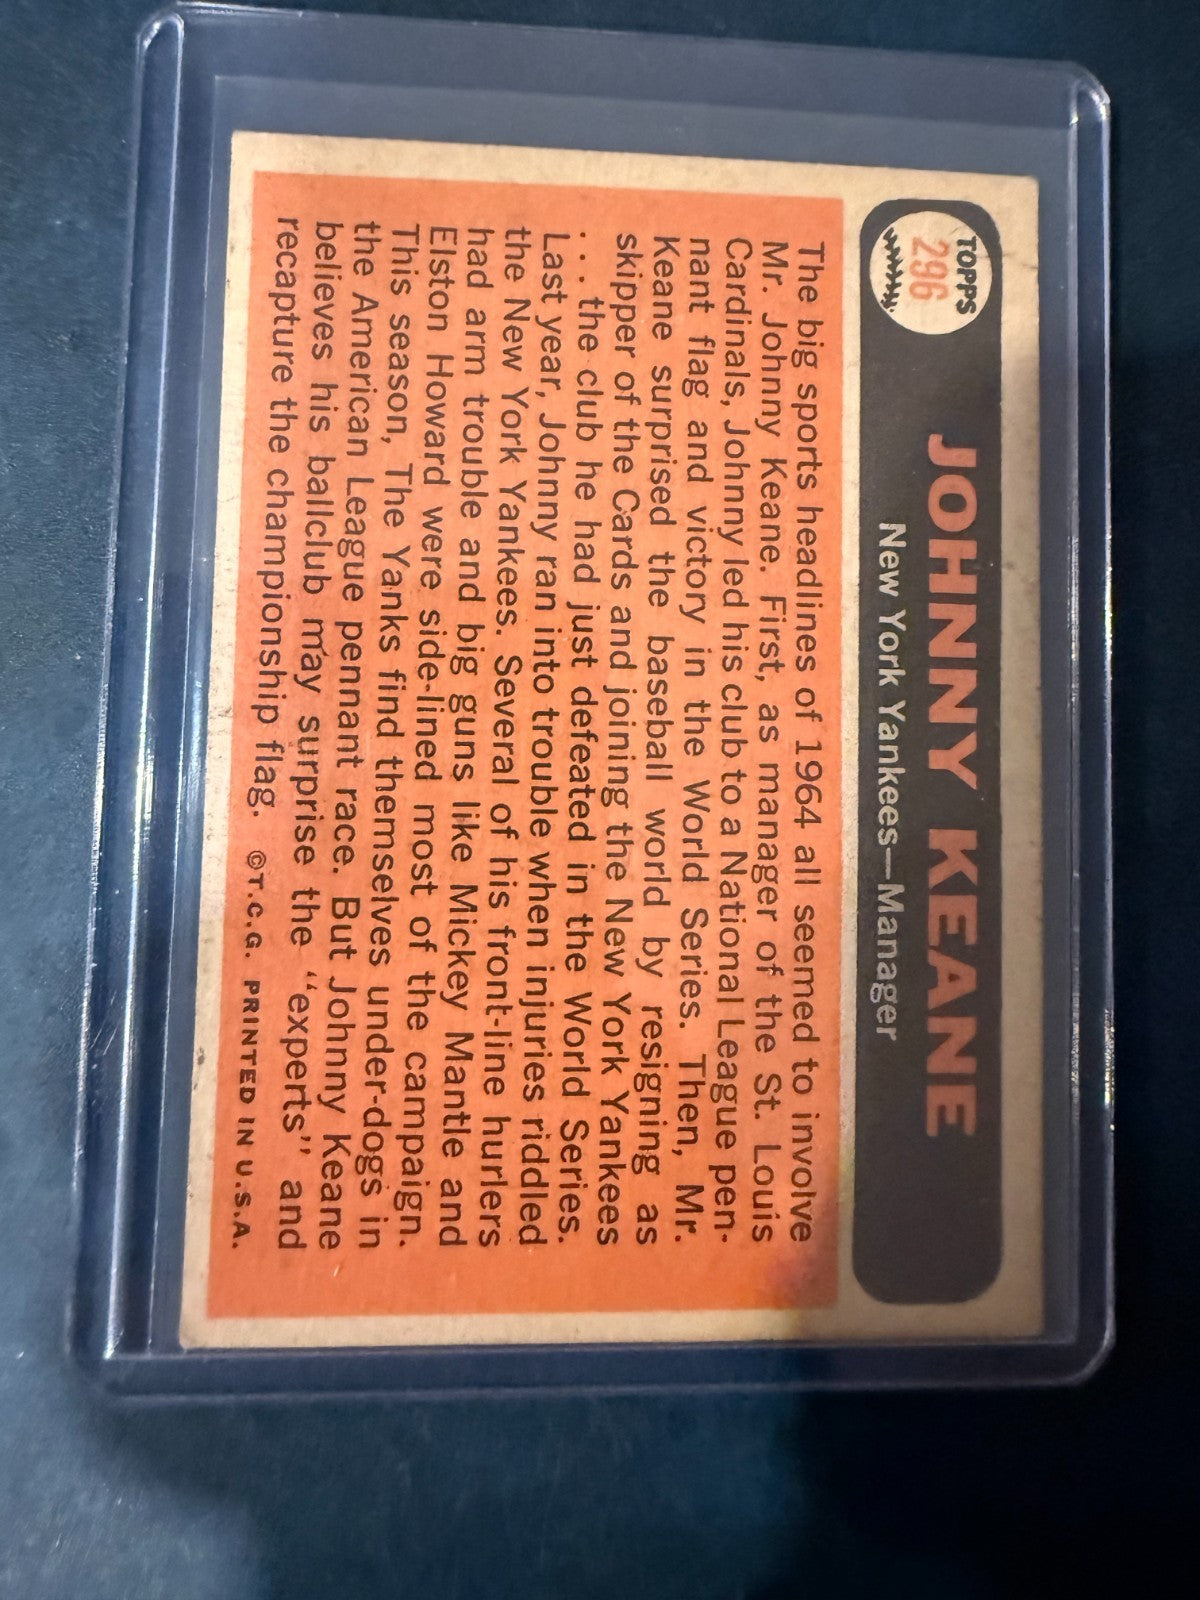 TOPPS
296
JOHNNY KEANE
New York Yankees—Manager
The big sports headlines of 1964 all seemed to involve
Mr. Johnny Keane. First, as manager of the St. Louis
Cardinals, Johnny led his club to a National League pen-
nant flag and victory in the World Series. Then, Mr.
Keane surprised the baseball world by resigning as
skipper of the Cards and joining the New York Yankees
. . . the club he had just defeated in the World Series.
Last year, Johnny ran into trouble when injuries riddled
the New York Yankees. Several of his front-line hurlers
had arm trouble and big guns like Mickey Mantle and
Elston Howard were side-lined most of the campaign.
This season, The Yanks find themselves under-dogs in
the American League pennant race. But Johnny Keane
believes his ballclub may surprise the “experts” and
recapture the championship flag. ©T.C.G. PRINTED IN U.S.A.